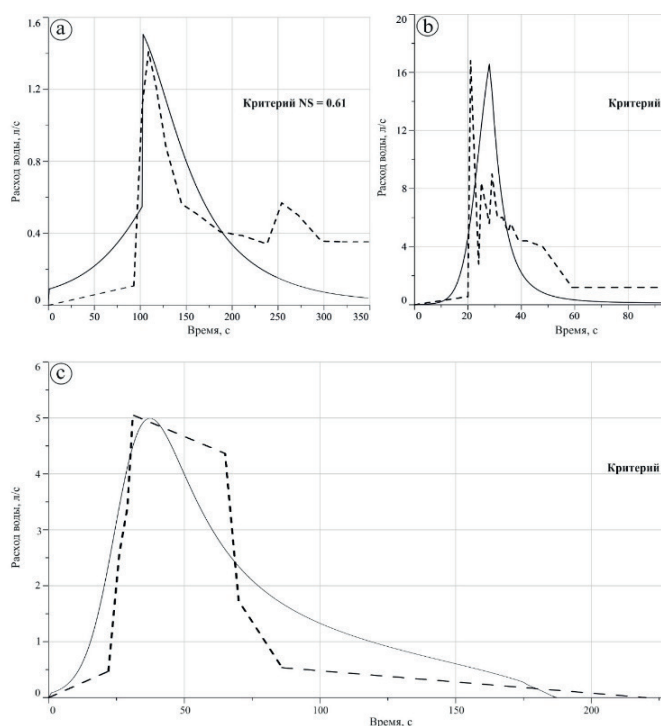 a
1.6
1.2
0.8
0.4
0
Расход воды, л/с
Критерий NS = 0.61
0 50 100 150 200 250 300 350
Время, с
b
20
16
12
8
4
0
Расход воды, л/с
Критерий
0 20 40 60 80
Время, с
c
6
5
4
3
2
1
0
Расход воды, л/с
Критерий
0 50 100 150 200
Время, с